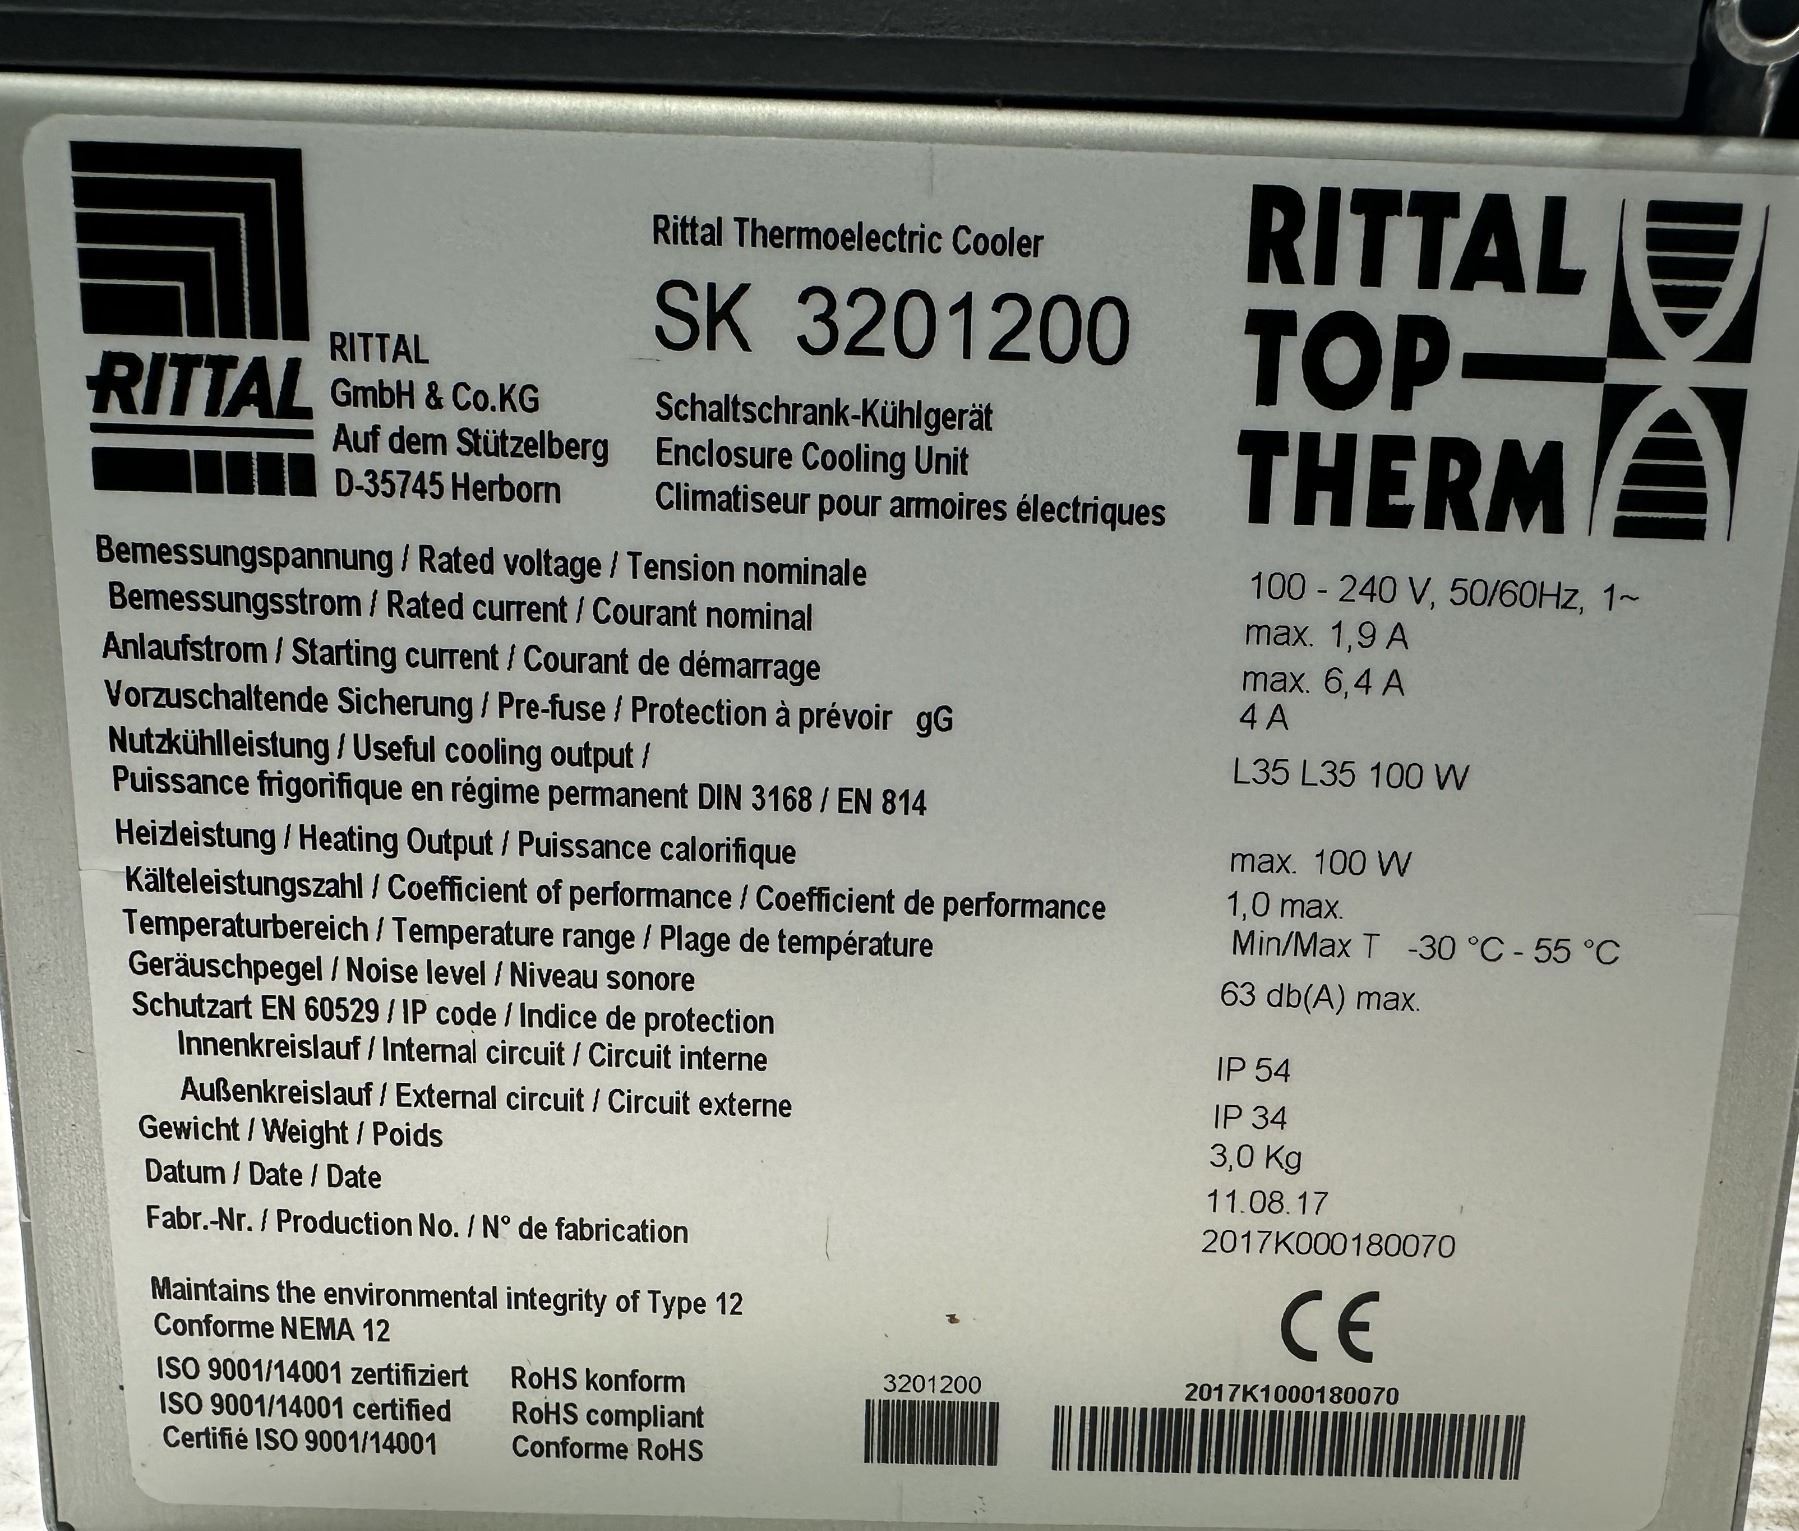 RITTAL
RITTAL
GmbH & Co.KG
Auf dem Stützelberg
D-35745 Herborn
Rittal Thermoelectric Cooler
SK 3201200
Schaltschrank-Kühlgerät
Enclosure Cooling Unit
Climatiseur pour armoires électriques
RITTAL
TOP
THERM
Bemessungspannung / Rated voltage / Tension nominale 100 - 240 V, 50/60Hz, 1~
Bemessungsstrom / Rated current / Courant nominal max. 1,9 A
Anlaufstrom / Starting current / Courant de démarrage max. 6,4 A
Vorzuschaltende Sicherung / Pre-fuse / Protection à prévoir gG 4 A
Nutzkühlleistung / Useful cooling output /
Puissance frigorifique en régime permanent DIN 3168 / EN 814 L35 L35 100 W
Heizleistung / Heating Output / Puissance calorifique max. 100 W
Kälteleistungszahl / Coefficient of performance / Coefficient de performance 1,0 max.
Temperaturbereich / Temperature range / Plage de température Min/Max T -30 °C - 55 °C
Geräuschpegel / Noise level / Niveau sonore 63 db(A) max.
Schutzart EN 60529 / IP code / Indice de protection
Innenkreislauf / Internal circuit / Circuit interne IP 54
Außenkreislauf / External circuit / Circuit externe IP 34
Gewicht / Weight / Poids 3,0 Kg
Datum / Date / Date 11.08.17
Fabr.-Nr. / Production No. / N° de fabrication 2017K000180070
Maintains the environmental integrity of Type 12
Conforme NEMA 12
CE
ISO 9001/14001 zertifiziert RoHS konform
ISO 9001/14001 certified RoHS compliant
Certifié ISO 9001/14001 Conforme RoHS
3201200
2017K1000180070